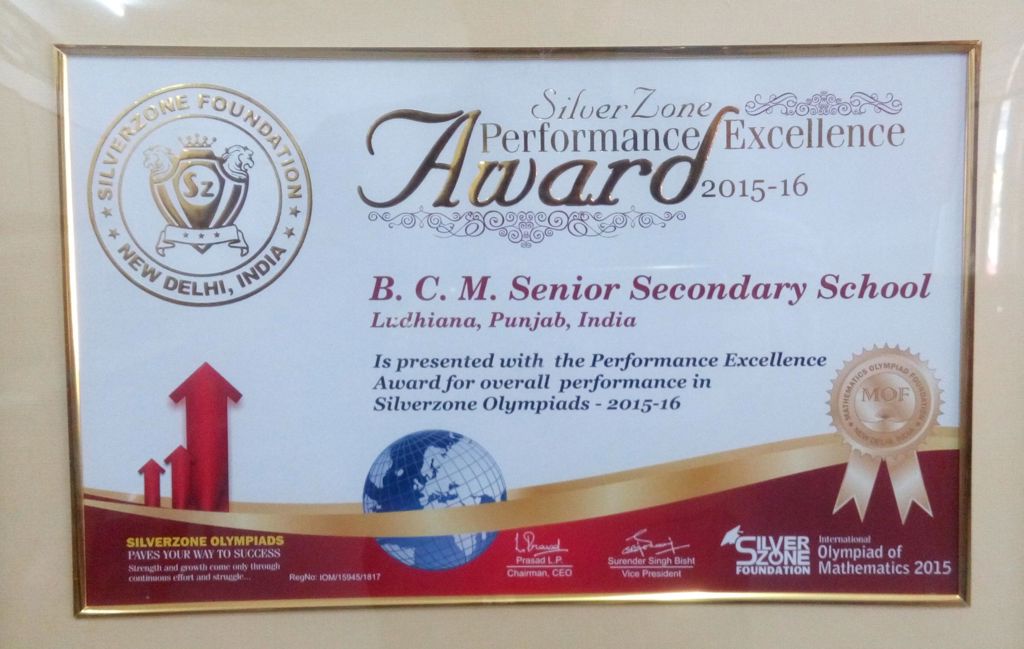 SILVERZONE FOUNDATION
NEW DELHI, INDIA
SZ
SilverZone
Performance Excellence
Award
2015-16
B. C. M. Senior Secondary School
Ludhiana, Punjab, India
Is presented with the Performance Excellence
Award for overall performance in
Silverzone Olympiads - 2015-16
MATHEMATICS OLYMPIAD FOUNDATION
MOF
NEW DELHI, INDIA
SILVERZONE OLYMPIADS
PAVES YOUR WAY TO SUCCESS
Strength and growth come only through
continuous effort and struggle...
RegNo: IOM/15945/1817
Prasad L.P.
Chairman, CEO
Surender Singh Bisht
Vice President
SILVER
ZONE
FOUNDATION
International
Olympiad of
Mathematics 2015